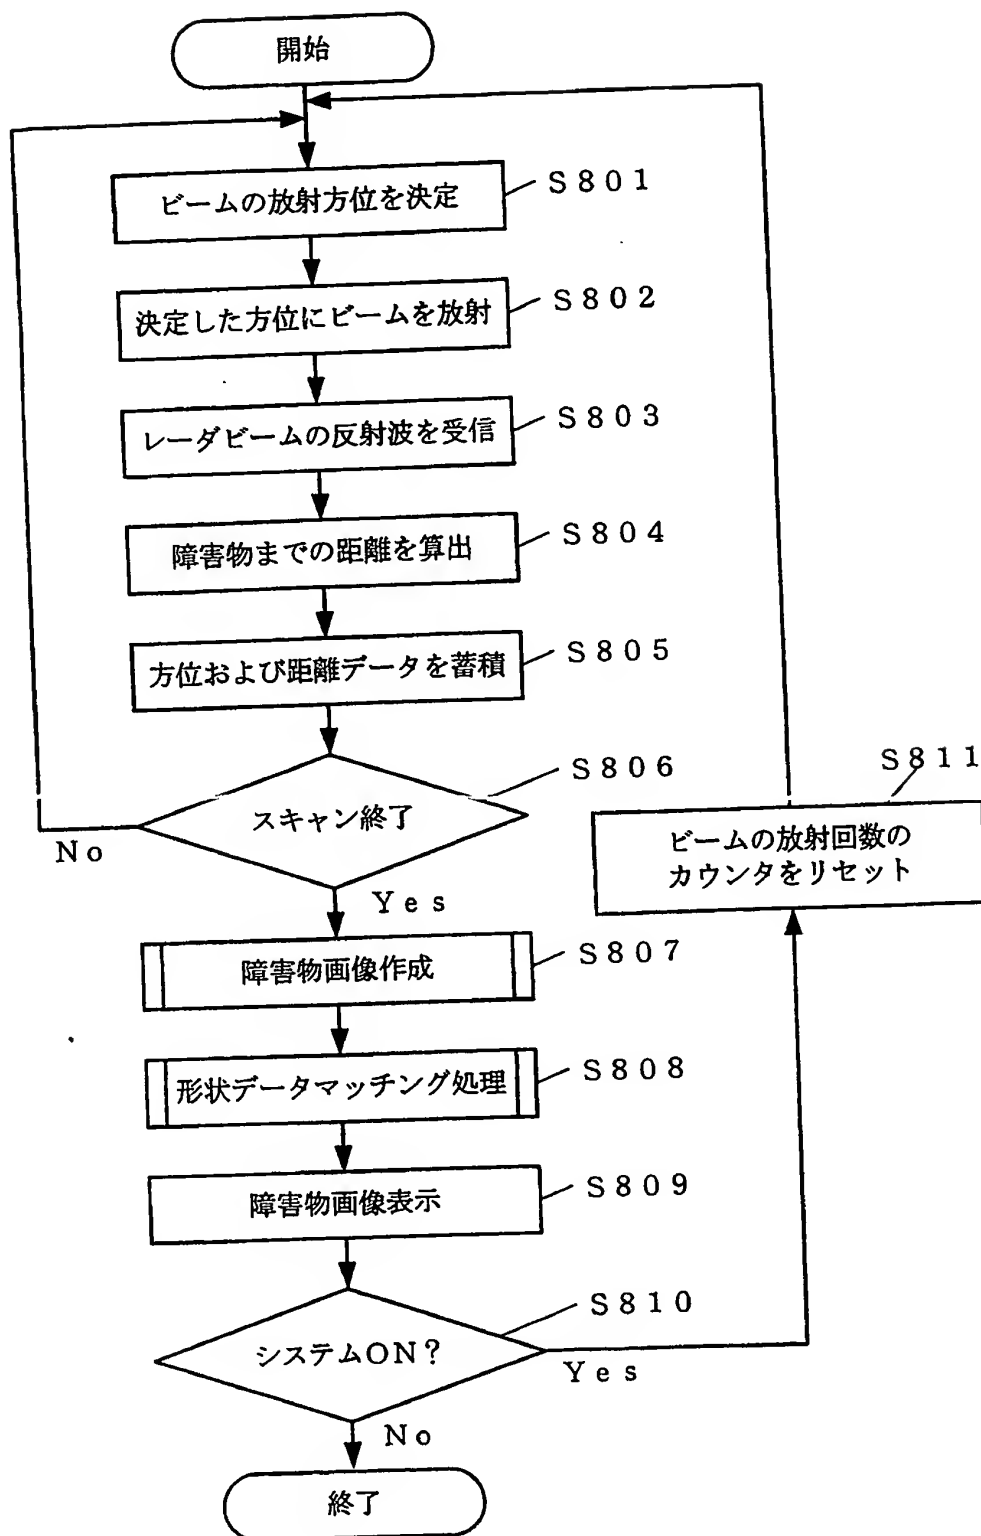 開始
ビームの放射方位を決定
S801
決定した方位にビームを放射
S802
レーダビームの反射波を受信
S803
障害物までの距離を算出
S804
方位および距離データを蓄積
S805
スキャン終了
S806
No
Yes
S811
ビームの放射回数の
カウンタをリセット
障害物画像作成
S807
形状データマッチング処理
S808
障害物画像表示
S809
システムON?
S810
Yes
No
終了